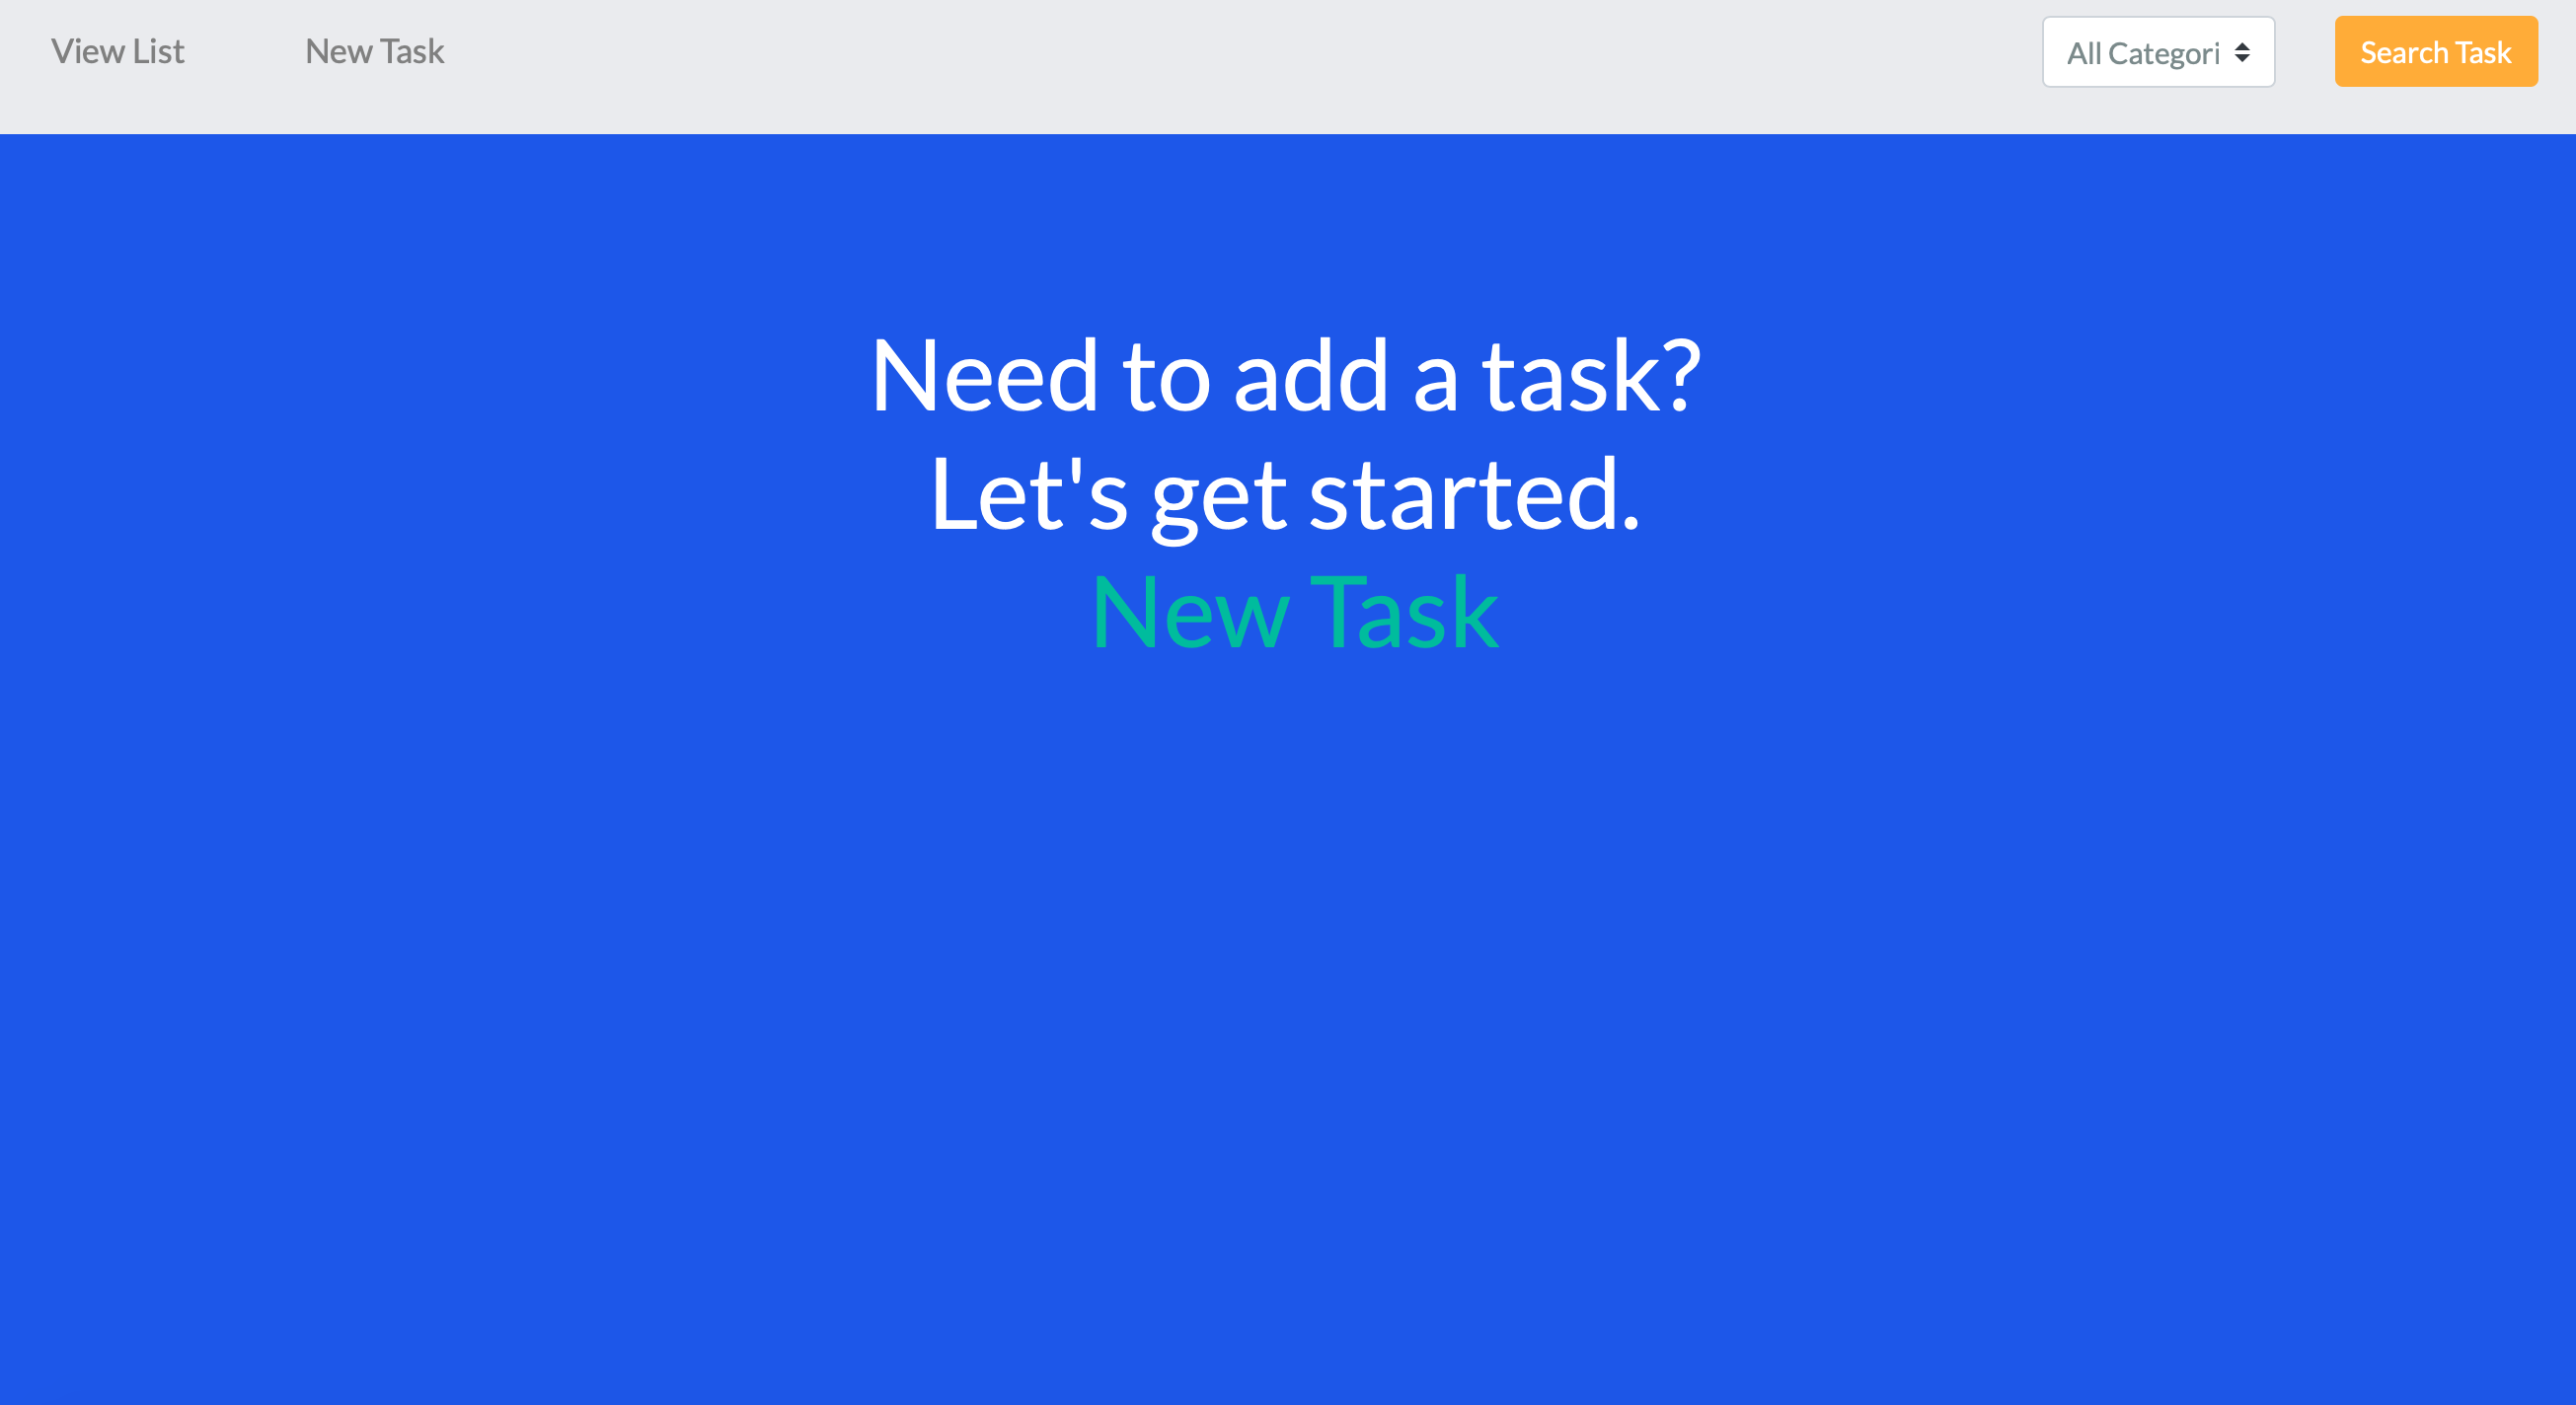 View List New Task All Categori Search Task
Need to add a task?
Let's get started.
New Task